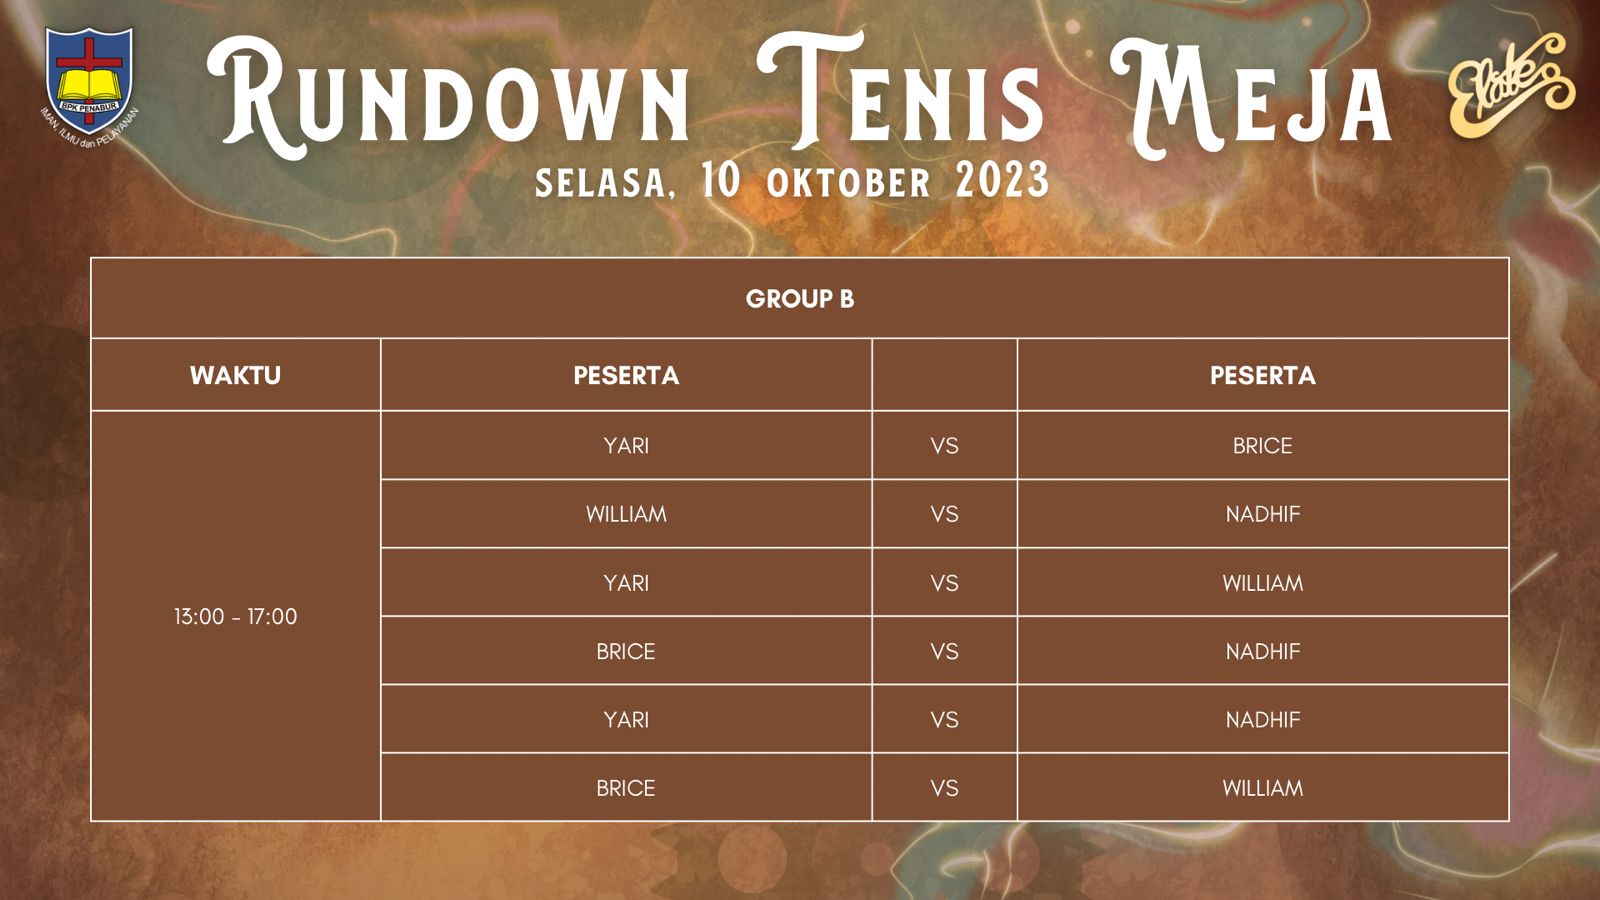 RUNDOWN TENIS MEJA
SELASA, 10 OKTOBER 2023
BPK PENABUR
IMAN, ILMU dan PELAYANAN
GROUP B
WAKTU PESERTA PESERTA
13:00 - 17:00
YARI VS BRICE
WILLIAM VS NADHIF
YARI VS WILLIAM
BRICE VS NADHIF
YARI VS NADHIF
BRICE VS WILLIAM